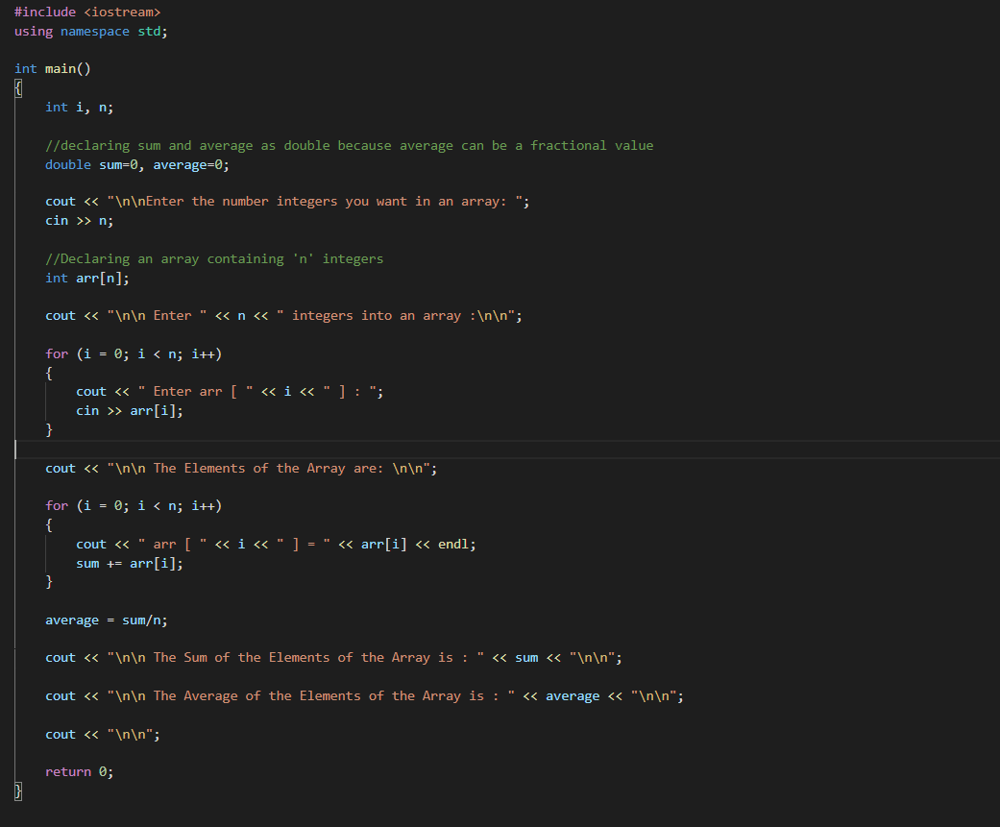 #include <iostream>
using namespace std;
int main()
{
int i, n;
//declaring sum and average as double because average can be a fractional value
double sum=0, average=0;
cout << "\n\nEnter the number integers you want in an array: ";
cin >> n;
//Declaring an array containing 'n' integers
int arr[n];
cout << "\n\n Enter " << n << " integers into an array :\n\n";
for (i = 0; i < n; i++)
{
cout << " Enter arr [ " << i << " ] : ";
cin >> arr[i];
}
cout << "\n\n The Elements of the Array are: \n\n";
for (i = 0; i < n; i++)
{
cout << " arr [ " << i << " ] = " << arr[i] << endl;
sum += arr[i];
}
average = sum/n;
cout << "\n\n The Sum of the Elements of the Array is : " << sum << "\n\n";
cout << "\n\n The Average of the Elements of the Array is : " << average << "\n\n";
cout << "\n\n";
return 0;
}